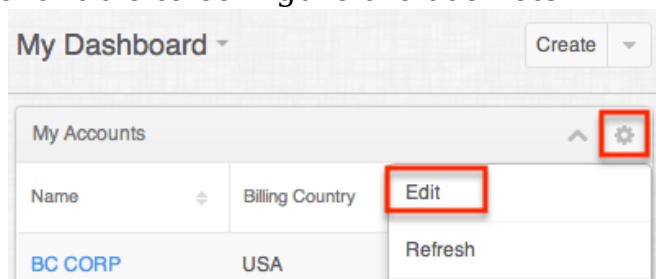 My Dashboard
Create
My Accounts
Name
Billing Country
Edit
BC CORP
USA
Refresh